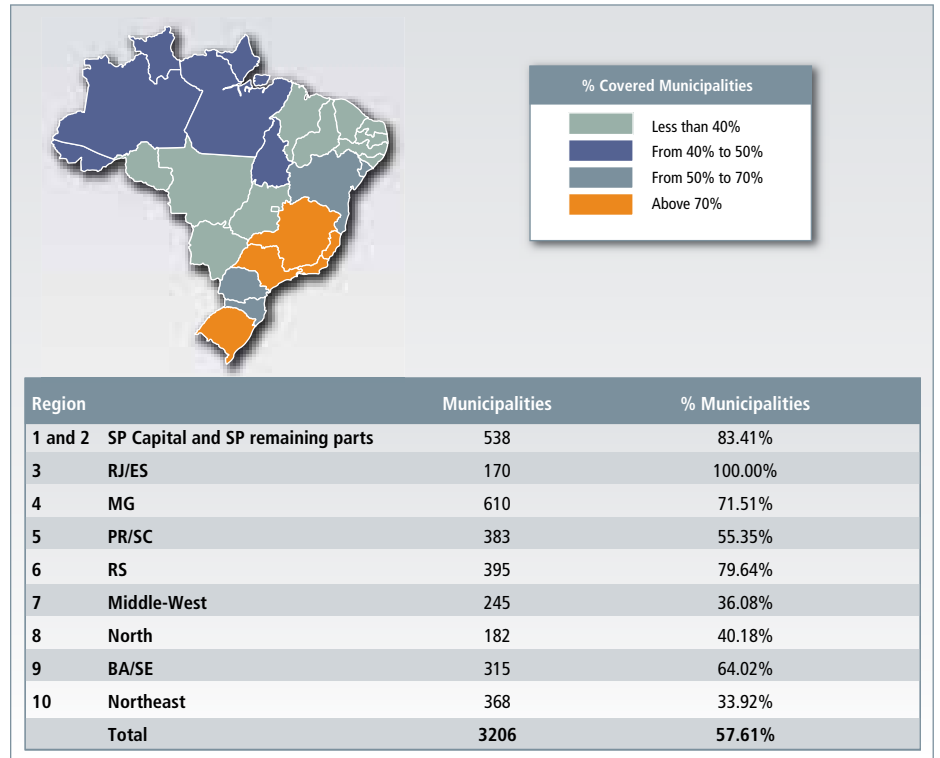 % Covered Municipalities
Less than 40%
From 40% to 50%
From 50% to 70%
Above 70%
Region Municipalities % Municipalities
1 and 2 SP Capital and SP remaining parts 538 83.41%
3 RJ/ES 170 100.00%
4 MG 610 71.51%
5 PR/SC 383 55.35%
6 RS 395 79.64%
7 Middle-West 245 36.08%
8 North 182 40.18%
9 BA/SE 315 64.02%
10 Northeast 368 33.92%
Total 3206 57.61%